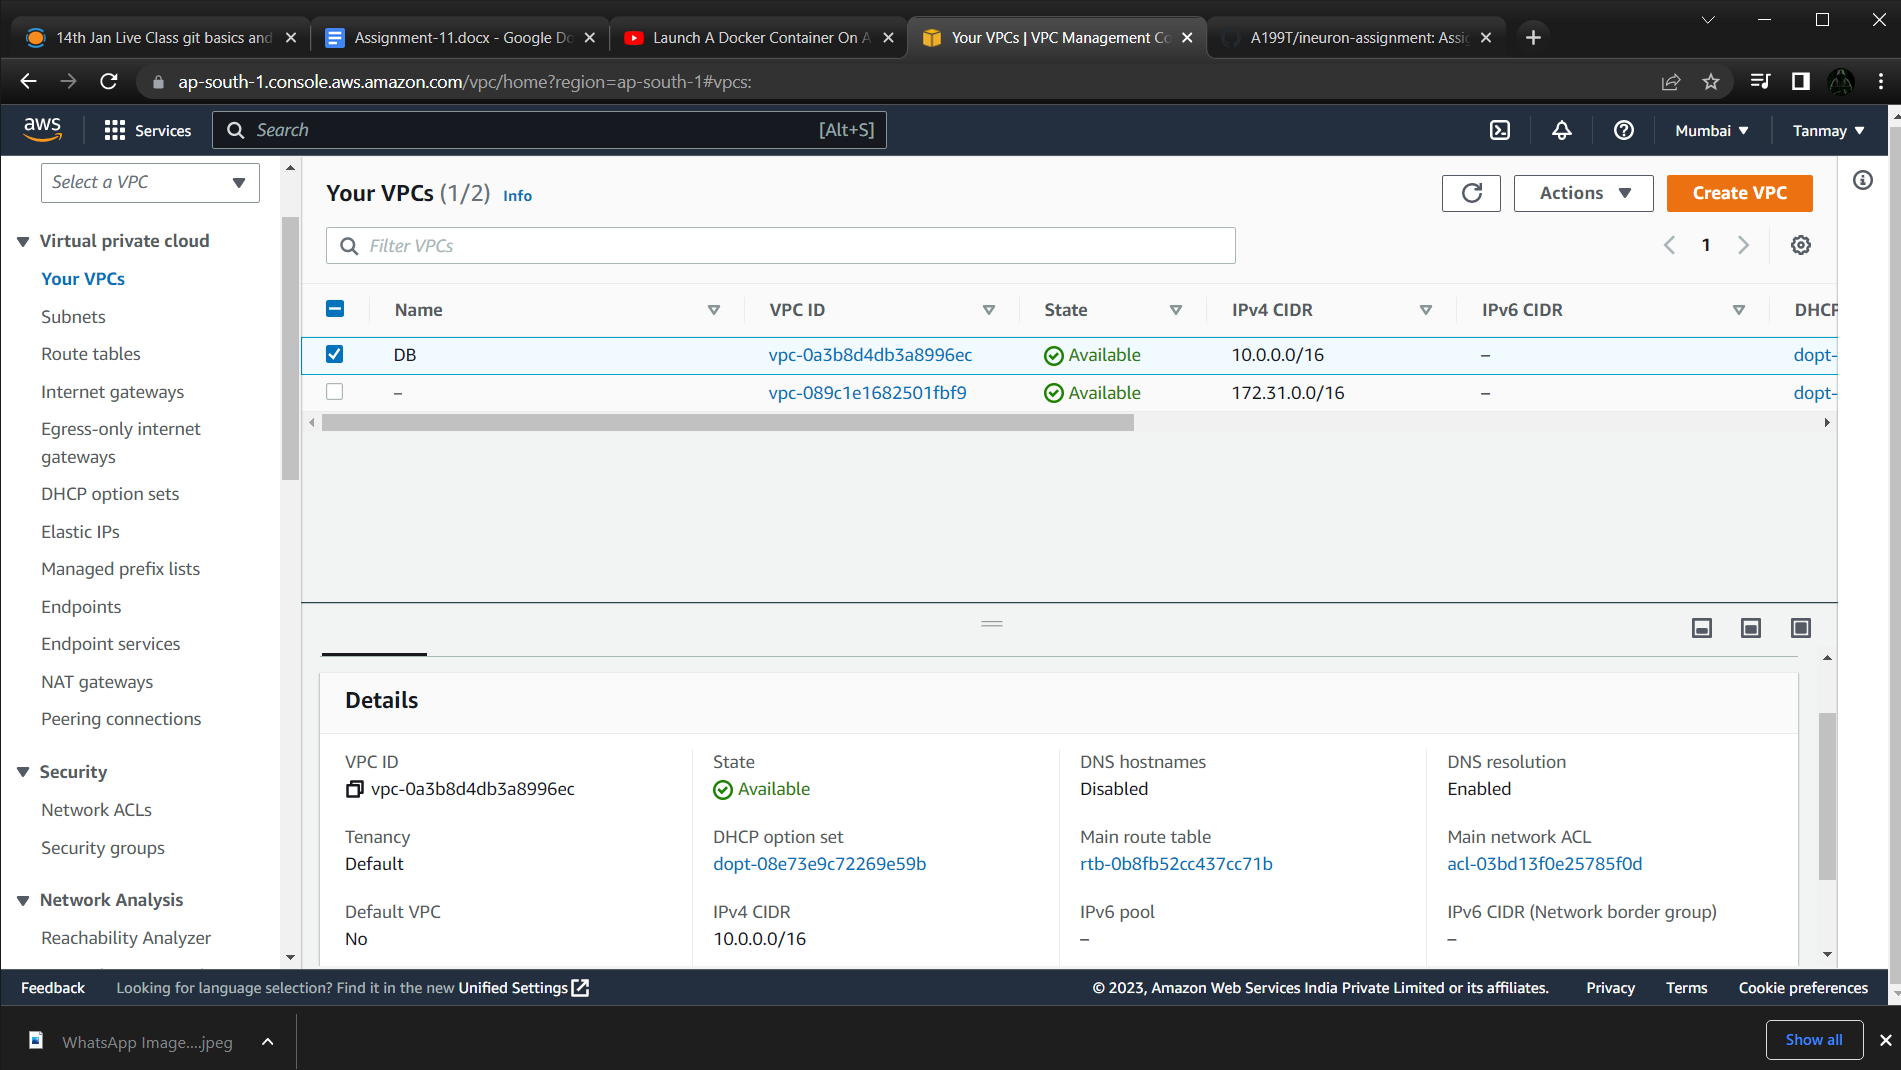 14th Jan Live Class git basics and
Assignment-11.docx - Google Do
Launch A Docker Container On A
Your VPCs | VPC Management Co
A199T/ineuron-assignment: Assig
ap-south-1.console.aws.amazon.com/vpc/home?region=ap-south-1#vpcs:
aws
Services
Search
[Alt+S]
Mumbai
Tanmay
Select a VPC
Virtual private cloud
Your VPCs
Subnets
Route tables
Internet gateways
Egress-only internet
gateways
DHCP option sets
Elastic IPs
Managed prefix lists
Endpoints
Endpoint services
NAT gateways
Peering connections
Security
Network ACLs
Security groups
Network Analysis
Reachability Analyzer
Your VPCs (1/2) Info
Actions
Create VPC
Filter VPCs
1
Name VPC ID State IPv4 CIDR IPv6 CIDR DHCP
DB vpc-0a3b8d4db3a8996ec Available 10.0.0.0/16 – dopt-
– vpc-089c1e1682501fbf9 Available 172.31.0.0/16 – dopt-
Details
VPC ID State DNS hostnames DNS resolution
vpc-0a3b8d4db3a8996ec Available Disabled Enabled
Tenancy DHCP option set Main route table Main network ACL
Default dopt-08e73e9c72269e59b rtb-0b8fb52cc437cc71b acl-03bd13f0e25785f0d
Default VPC IPv4 CIDR IPv6 pool IPv6 CIDR (Network border group)
No 10.0.0.0/16 – –
Feedback Looking for language selection? Find it in the new Unified Settings
© 2023, Amazon Web Services India Private Limited or its affiliates. Privacy Terms Cookie preferences
WhatsApp Image....jpeg
Show all